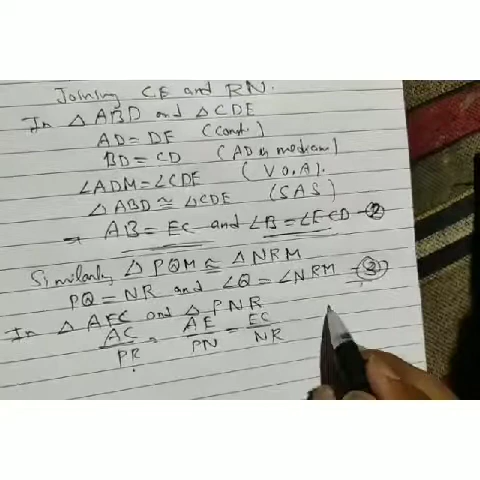 Joining CE and RN.
In △ ABD and △CDE
AD = DE (Const.)
BD = CD (AD is median)
∠ADM = ∠CDE (V.O.A).
△ ABD ≅ △CDE (SAS)
⇒ AB = EC and ∠B = ∠ECD - ②
Similarly △ PQM ≅ △NRM
PQ = NR and ∠Q = ∠NRM - ③
In △ AEC and △ PNR
AC/PR = AE/PN = EC/NR